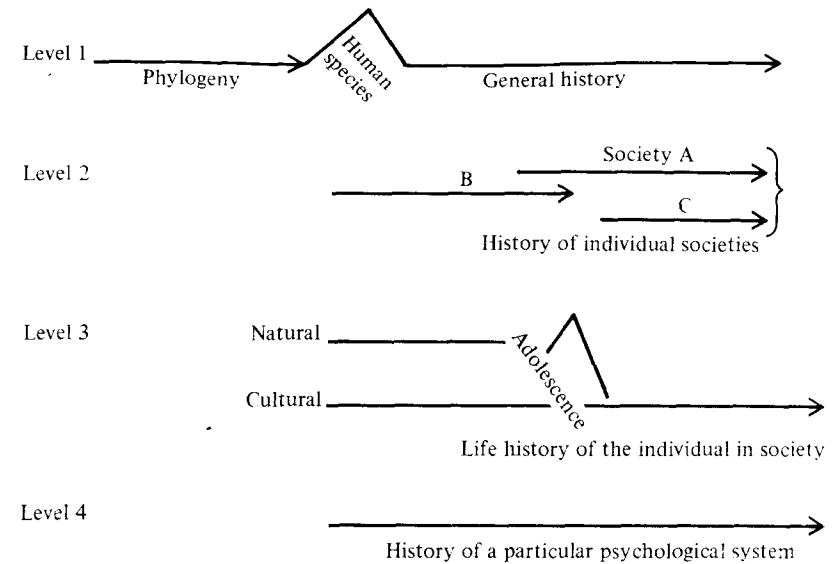 Level 1
Phylogeny
Human
species
General history
Level 2
Society A
B
C
History of individual societies
Level 3
Natural
Adolescence
Cultural
Life history of the individual in society
Level 4
History of a particular psychological system